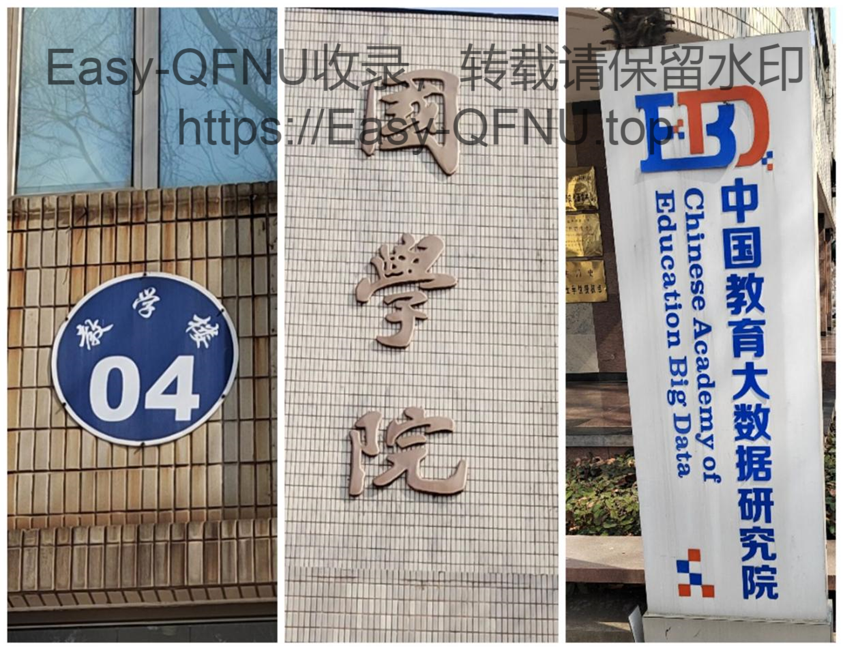 Easy-QFNU收录，转载请保留水印
https://Easy-QFNU.top
教学楼
04
國學院
EBD
中国教育大数据研究院
Chinese Academy of
Education Big Data